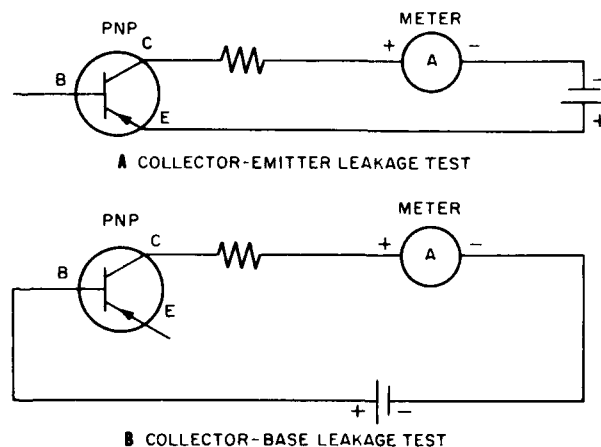 PNP
METER
C
+ A -
B
E
-
+
A COLLECTOR-EMITTER LEAKAGE TEST
PNP
METER
C
+ A -
B
E
+ -
B COLLECTOR-BASE LEAKAGE TEST